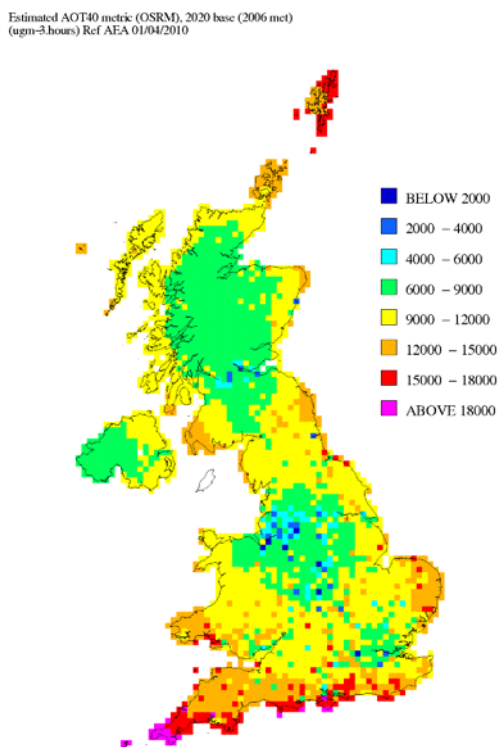 Estimated AOT40 metric (OSRM), 2020 base (2006 met)
(ugm-3.hours) Ref AEA 01/04/2010
BELOW 2000
2000 - 4000
4000 - 6000
6000 - 9000
9000 - 12000
12000 - 15000
15000 - 18000
ABOVE 18000